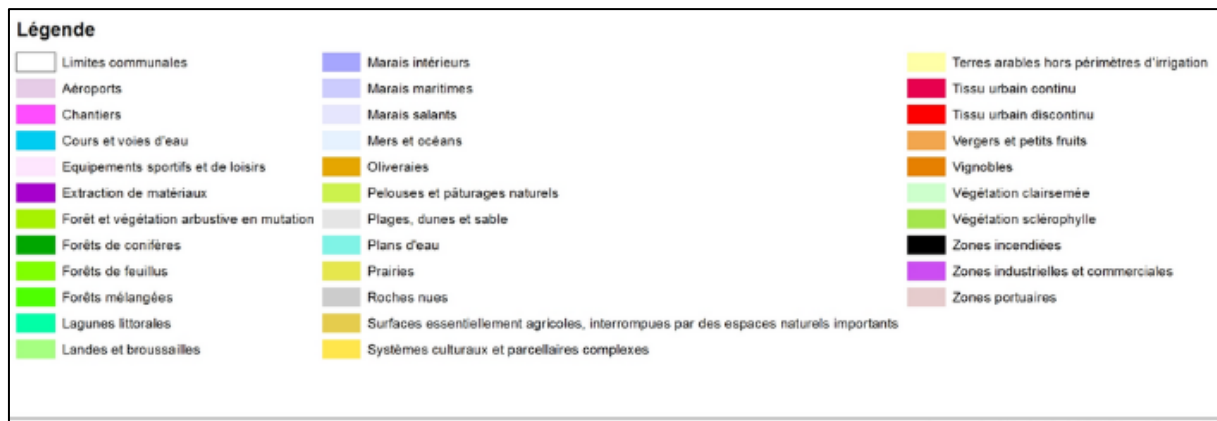 Légende
Limites communales
Aéroports
Chantiers
Cours et voies d'eau
Equipements sportifs et de loisirs
Extraction de matériaux
Forêt et végétation arbustive en mutation
Forêts de conifères
Forêts de feuillus
Forêts mélangées
Lagunes littorales
Landes et broussailles
Marais intérieurs
Marais maritimes
Marais salants
Mers et océans
Oliveraies
Pelouses et pâturages naturels
Plages, dunes et sable
Plans d'eau
Prairies
Roches nues
Surfaces essentiellement agricoles, interrompues par des espaces naturels importants
Systèmes culturaux et parcellaires complexes
Terres arables hors périmètres d'irrigation
Tissu urbain continu
Tissu urbain discontinu
Vergers et petits fruits
Vignobles
Végétation clairsemée
Végétation sclérophylle
Zones incendiées
Zones industrielles et commerciales
Zones portuaires